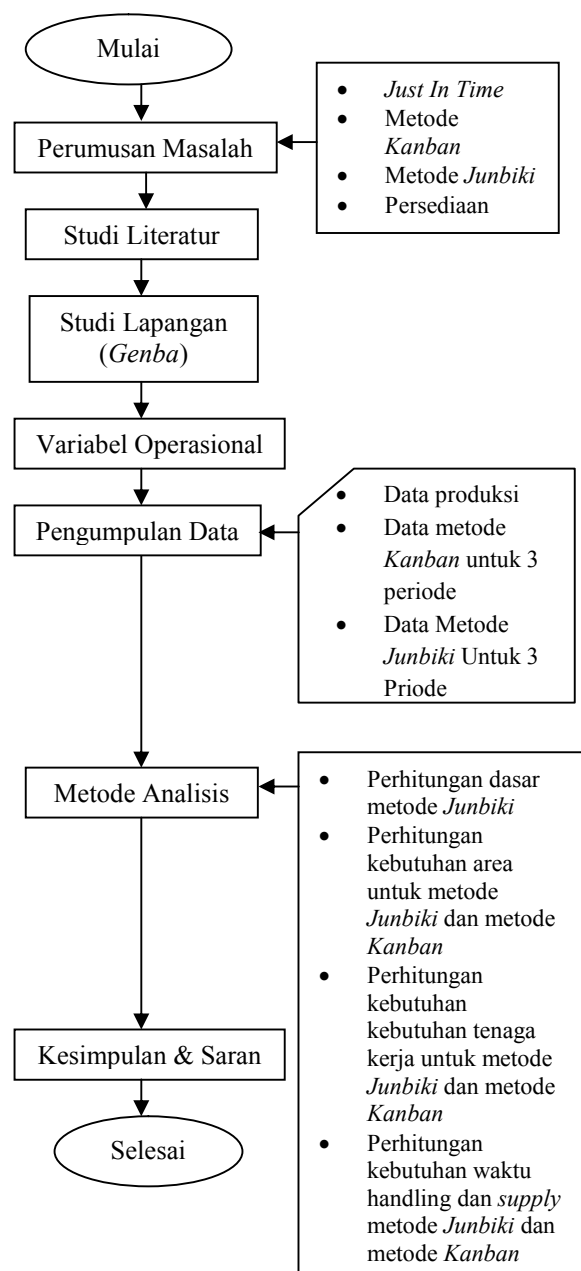 Mulai
Perumusan Masalah
• Just In Time
• Metode
Kanban
• Metode Junbiki
• Persediaan
Studi Literatur
Studi Lapangan
(Genba)
Variabel Operasional
Pengumpulan Data
• Data produksi
• Data metode
Kanban untuk 3
periode
• Data Metode
Junbiki Untuk 3
Priode
Metode Analisis
• Perhitungan dasar
metode Junbiki
• Perhitungan
kebutuhan area
untuk metode
Junbiki dan metode
Kanban
• Perhitungan
kebutuhan
kebutuhan tenaga
kerja untuk metode
Junbiki dan metode
Kanban
• Perhitungan
kebutuhan waktu
handling dan supply
metode Junbiki dan
metode Kanban
Kesimpulan & Saran
Selesai